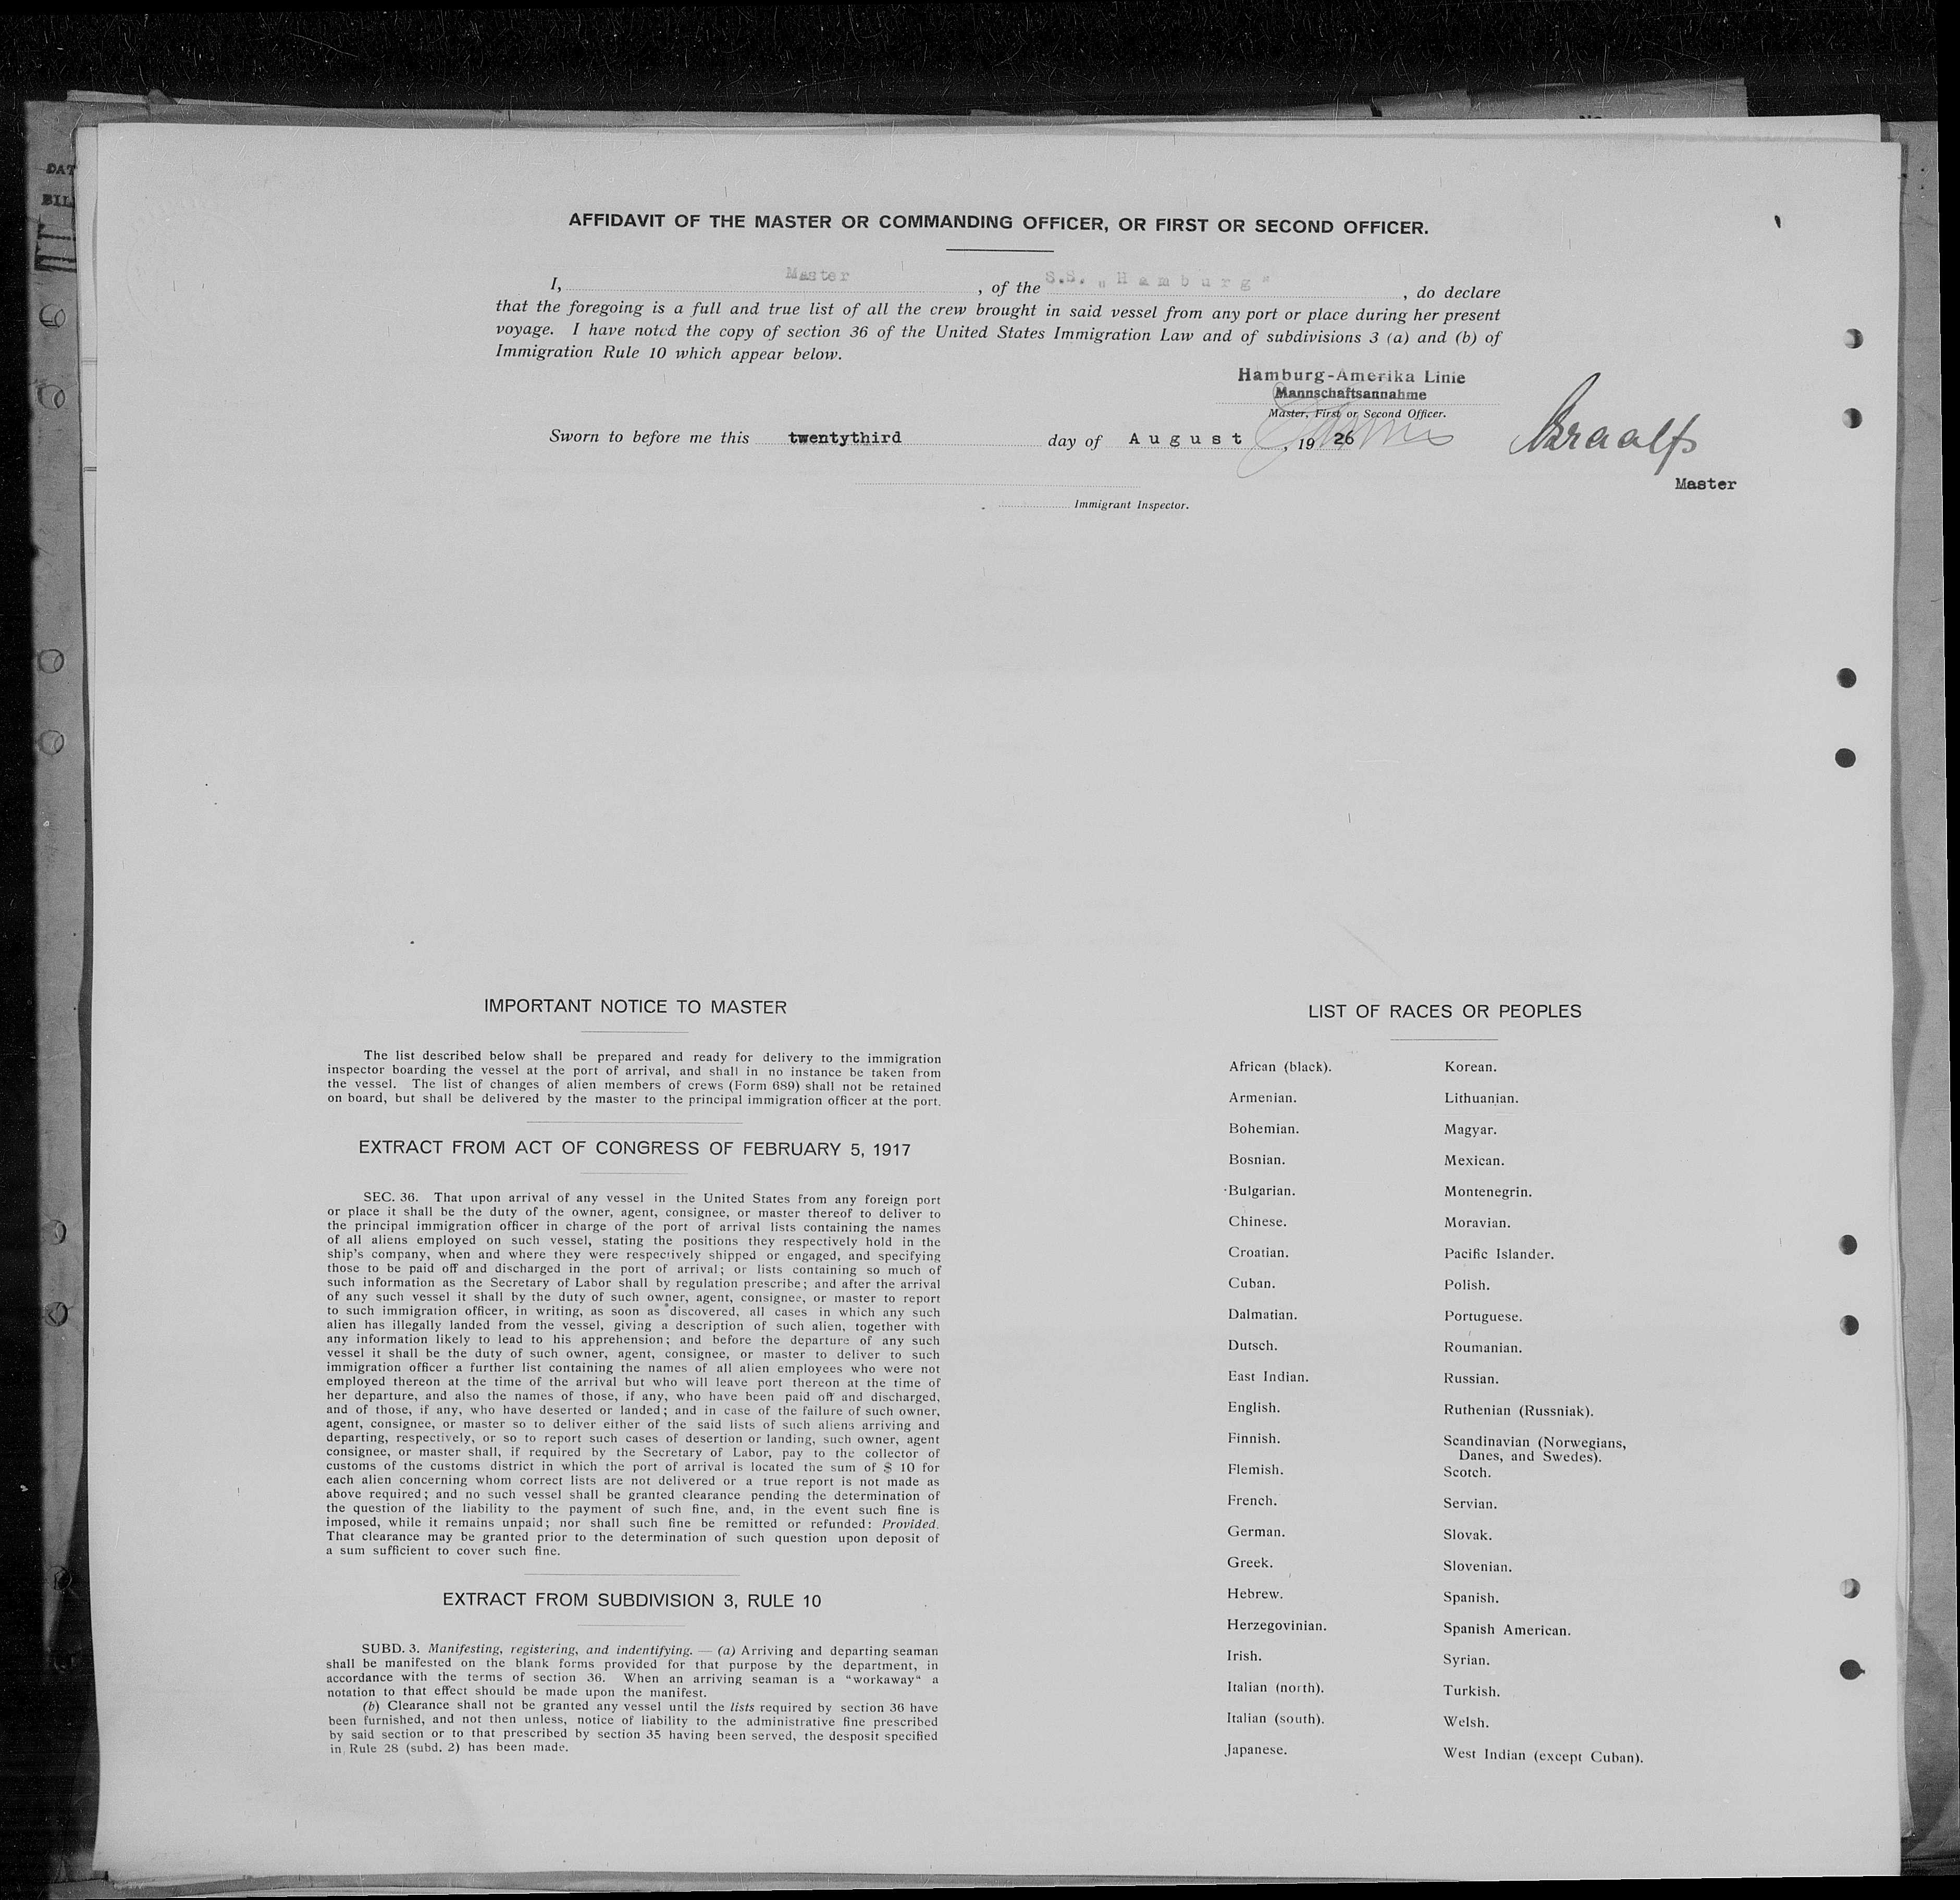 DAT
BIL
No
AFFIDAVIT OF THE MASTER OR COMMANDING OFFICER, OR FIRST OR SECOND OFFICER.
I, Master , of the S.S. „Hamburg" , do declare
that the foregoing is a full and true list of all the crew brought in said vessel from any port or place during her present
voyage. I have noted the copy of section 36 of the United States Immigration Law and of subdivisions 3 (a) and (b) of
Immigration Rule 10 which appear below.
Hamburg-Amerika Linie
Mannschaftsannahme
Master, First or Second Officer.
Sworn to before me this twentythird day of August , 19 26
Master
Immigrant Inspector.
IMPORTANT NOTICE TO MASTER
The list described below shall be prepared and ready for delivery to the immigration
inspector boarding the vessel at the port of arrival, and shall in no instance be taken from
the vessel. The list of changes of alien members of crews (Form 689) shall not be retained
on board, but shall be delivered by the master to the principal immigration officer at the port.
EXTRACT FROM ACT OF CONGRESS OF FEBRUARY 5, 1917
SEC. 36. That upon arrival of any vessel in the United States from any foreign port
or place it shall be the duty of the owner, agent, consignee, or master thereof to deliver to
the principal immigration officer in charge of the port of arrival lists containing the names
of all aliens employed on such vessel, stating the positions they respectively hold in the
ship's company, when and where they were respectively shipped or engaged, and specifying
those to be paid off and discharged in the port of arrival; or lists containing so much of
such information as the Secretary of Labor shall by regulation prescribe; and after the arrival
of any such vessel it shall by the duty of such owner, agent, consignee, or master to report
to such immigration officer, in writing, as soon as discovered, all cases in which any such
alien has illegally landed from the vessel, giving a description of such alien, together with
any information likely to lead to his apprehension; and before the departure of any such
vessel it shall be the duty of such owner, agent, consignee, or master to deliver to such
immigration officer a further list containing the names of all alien employees who were not
employed thereon at the time of the arrival but who will leave port thereon at the time of
her departure, and also the names of those, if any, who have been paid off and discharged,
and of those, if any, who have deserted or landed; and in case of the failure of such owner,
agent, consignee, or master so to deliver either of the said lists of such aliens arriving and
departing, respectively, or so to report such cases of desertion or landing, such owner, agent
consignee, or master shall, if required by the Secretary of Labor, pay to the collector of
customs of the customs district in which the port of arrival is located the sum of $ 10 for
each alien concerning whom correct lists are not delivered or a true report is not made as
above required; and no such vessel shall be granted clearance pending the determination of
the question of the liability to the payment of such fine, and, in the event such fine is
imposed, while it remains unpaid; nor shall such fine be remitted or refunded: Provided.
That clearance may be granted prior to the determination of such question upon deposit of
a sum sufficient to cover such fine.
EXTRACT FROM SUBDIVISION 3, RULE 10
SUBD. 3. Manifesting, registering, and indentifying. — (a) Arriving and departing seaman
shall be manifested on the blank forms provided for that purpose by the department, in
accordance with the terms of section 36. When an arriving seaman is a "workaway" a
notation to that effect should be made upon the manifest.
(b) Clearance shall not be granted any vessel until the lists required by section 36 have
been furnished, and not then unless, notice of liability to the administrative fine prescribed
by said section or to that prescribed by section 35 having been served, the desposit specified
in Rule 28 (subd. 2) has been made.
LIST OF RACES OR PEOPLES
African (black).
Armenian.
Bohemian.
Bosnian.
Bulgarian.
Chinese.
Croatian.
Cuban.
Dalmatian.
Dutsch.
East Indian.
English.
Finnish.
Flemish.
French.
German.
Greek.
Hebrew.
Herzegovinian.
Irish.
Italian (north).
Italian (south).
Japanese.
Korean.
Lithuanian.
Magyar.
Mexican.
Montenegrin.
Moravian.
Pacific Islander.
Polish.
Portuguese.
Roumanian.
Russian.
Ruthenian (Russniak).
Scandinavian (Norwegians,
Danes, and Swedes).
Scotch.
Servian.
Slovak.
Slovenian.
Spanish.
Spanish American.
Syrian.
Turkish.
Welsh.
West Indian (except Cuban).